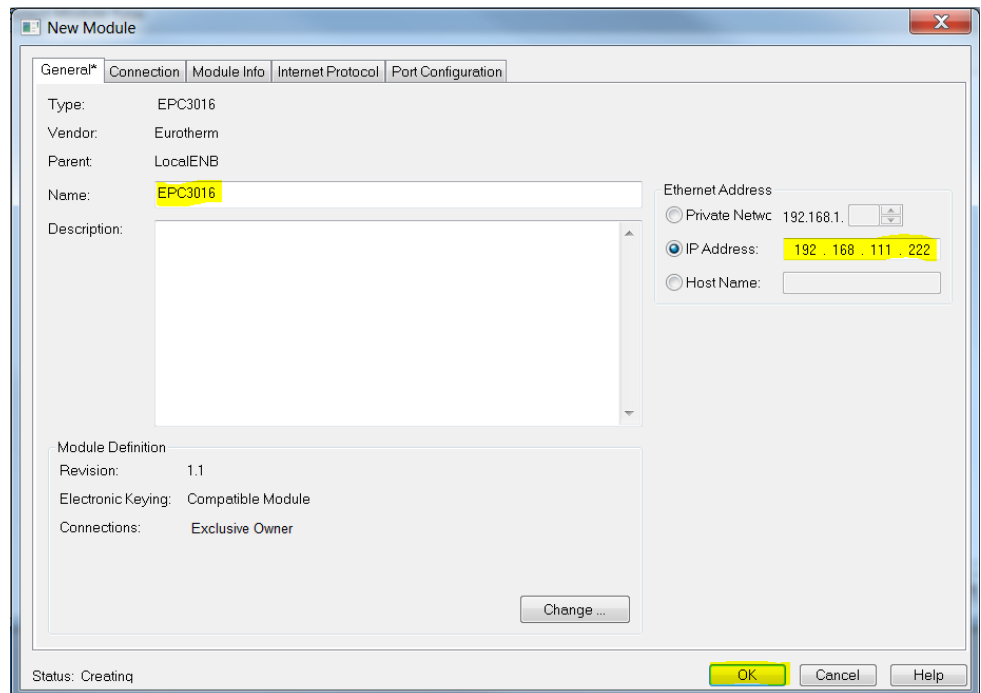 New Module
General* Connection Module Info Internet Protocol Port Configuration
Type: EPC3016
Vendor: Eurotherm
Parent: LocalENB
Name: EPC3016
Description:
Ethernet Address
Private Netwc 192.168.1.
IP Address: 192 . 168 . 111 . 222
Host Name:
Module Definition
Revision: 1.1
Electronic Keying: Compatible Module
Connections: Exclusive Owner
Change ...
Status: Creating
OK Cancel Help